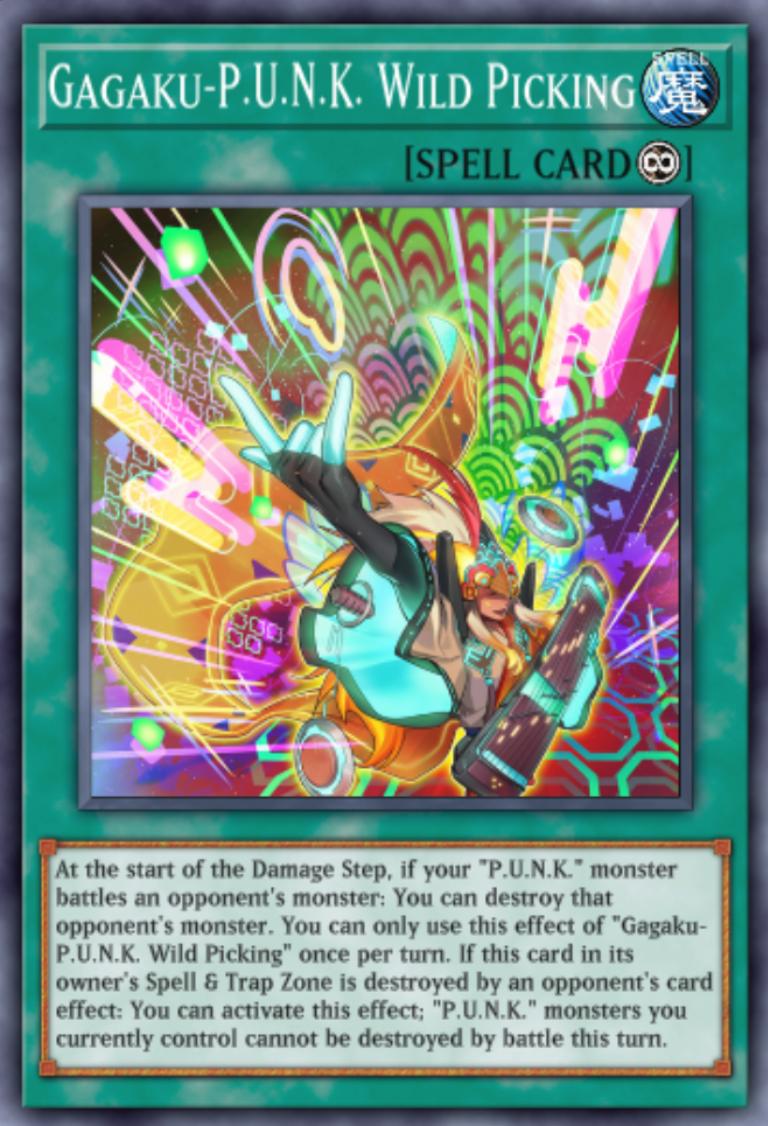 GAGAKU-P.U.N.K. WILD PICKING
SPELL
魔
[SPELL CARD]
At the start of the Damage Step, if your "P.U.N.K." monster
battles an opponent's monster: You can destroy that
opponent's monster. You can only use this effect of "Gagaku-
P.U.N.K. Wild Picking" once per turn. If this card in its
owner's Spell & Trap Zone is destroyed by an opponent's card
effect: You can activate this effect; "P.U.N.K." monsters you
currently control cannot be destroyed by battle this turn.